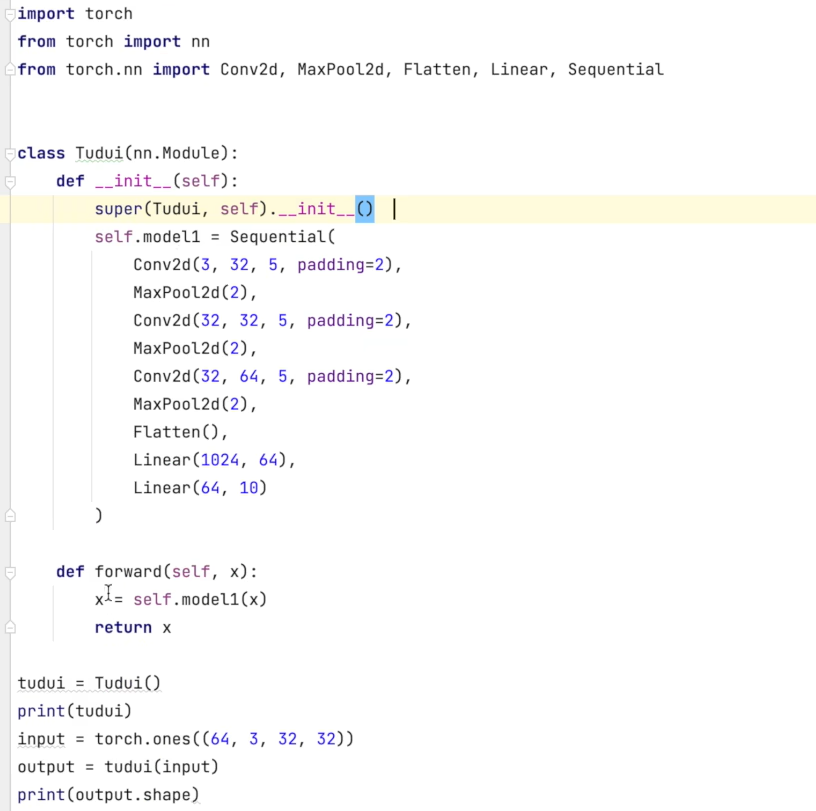 import torch
from torch import nn
from torch.nn import Conv2d, MaxPool2d, Flatten, Linear, Sequential
class Tudui(nn.Module):
    def __init__(self):
        super(Tudui, self).__init__()
        self.model1 = Sequential(
            Conv2d(3, 32, 5, padding=2),
            MaxPool2d(2),
            Conv2d(32, 32, 5, padding=2),
            MaxPool2d(2),
            Conv2d(32, 64, 5, padding=2),
            MaxPool2d(2),
            Flatten(),
            Linear(1024, 64),
            Linear(64, 10)
        )
    def forward(self, x):
        x = self.model1(x)
        return x
tudui = Tudui()
print(tudui)
input = torch.ones((64, 3, 32, 32))
output = tudui(input)
print(output.shape)